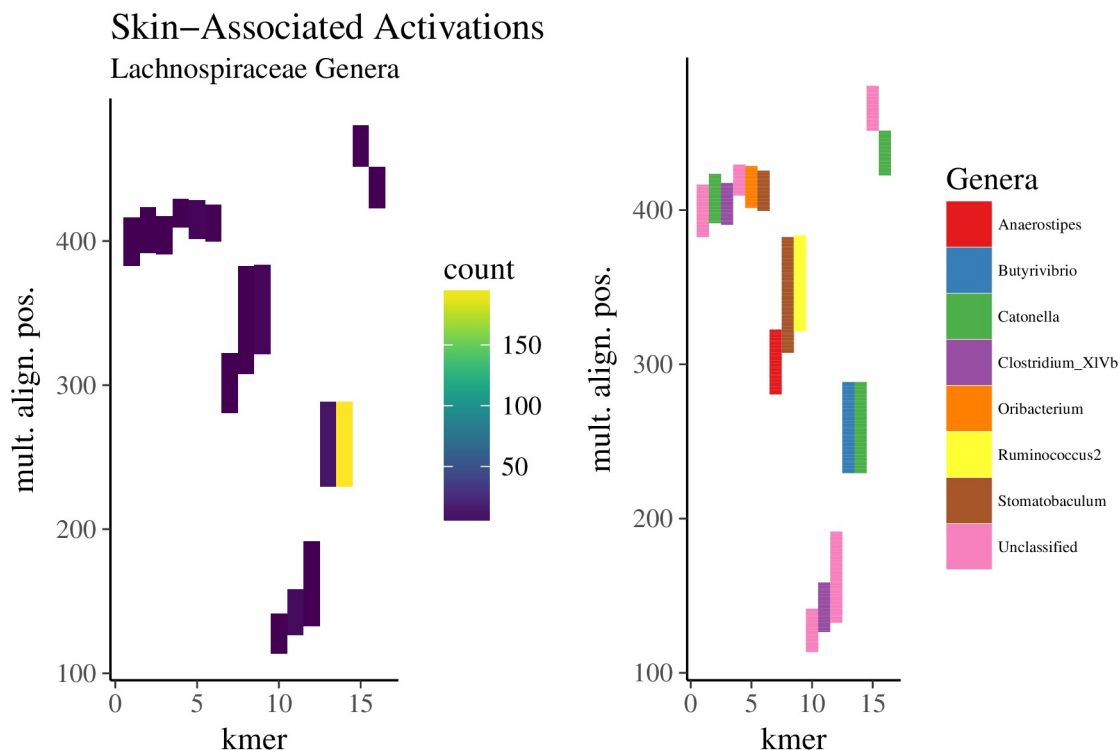 Skin−Associated Activations
Lachnospiraceae Genera
mult. align. pos.
400
300
200
100
0 5 10 15
kmer
count
150
100
50
mult. align. pos.
400
300
200
100
0 5 10 15
kmer
Genera
Anaerostipes
Butyrivibrio
Catonella
Clostridium_XlVb
Oribacterium
Ruminococcus2
Stomatobaculum
Unclassified